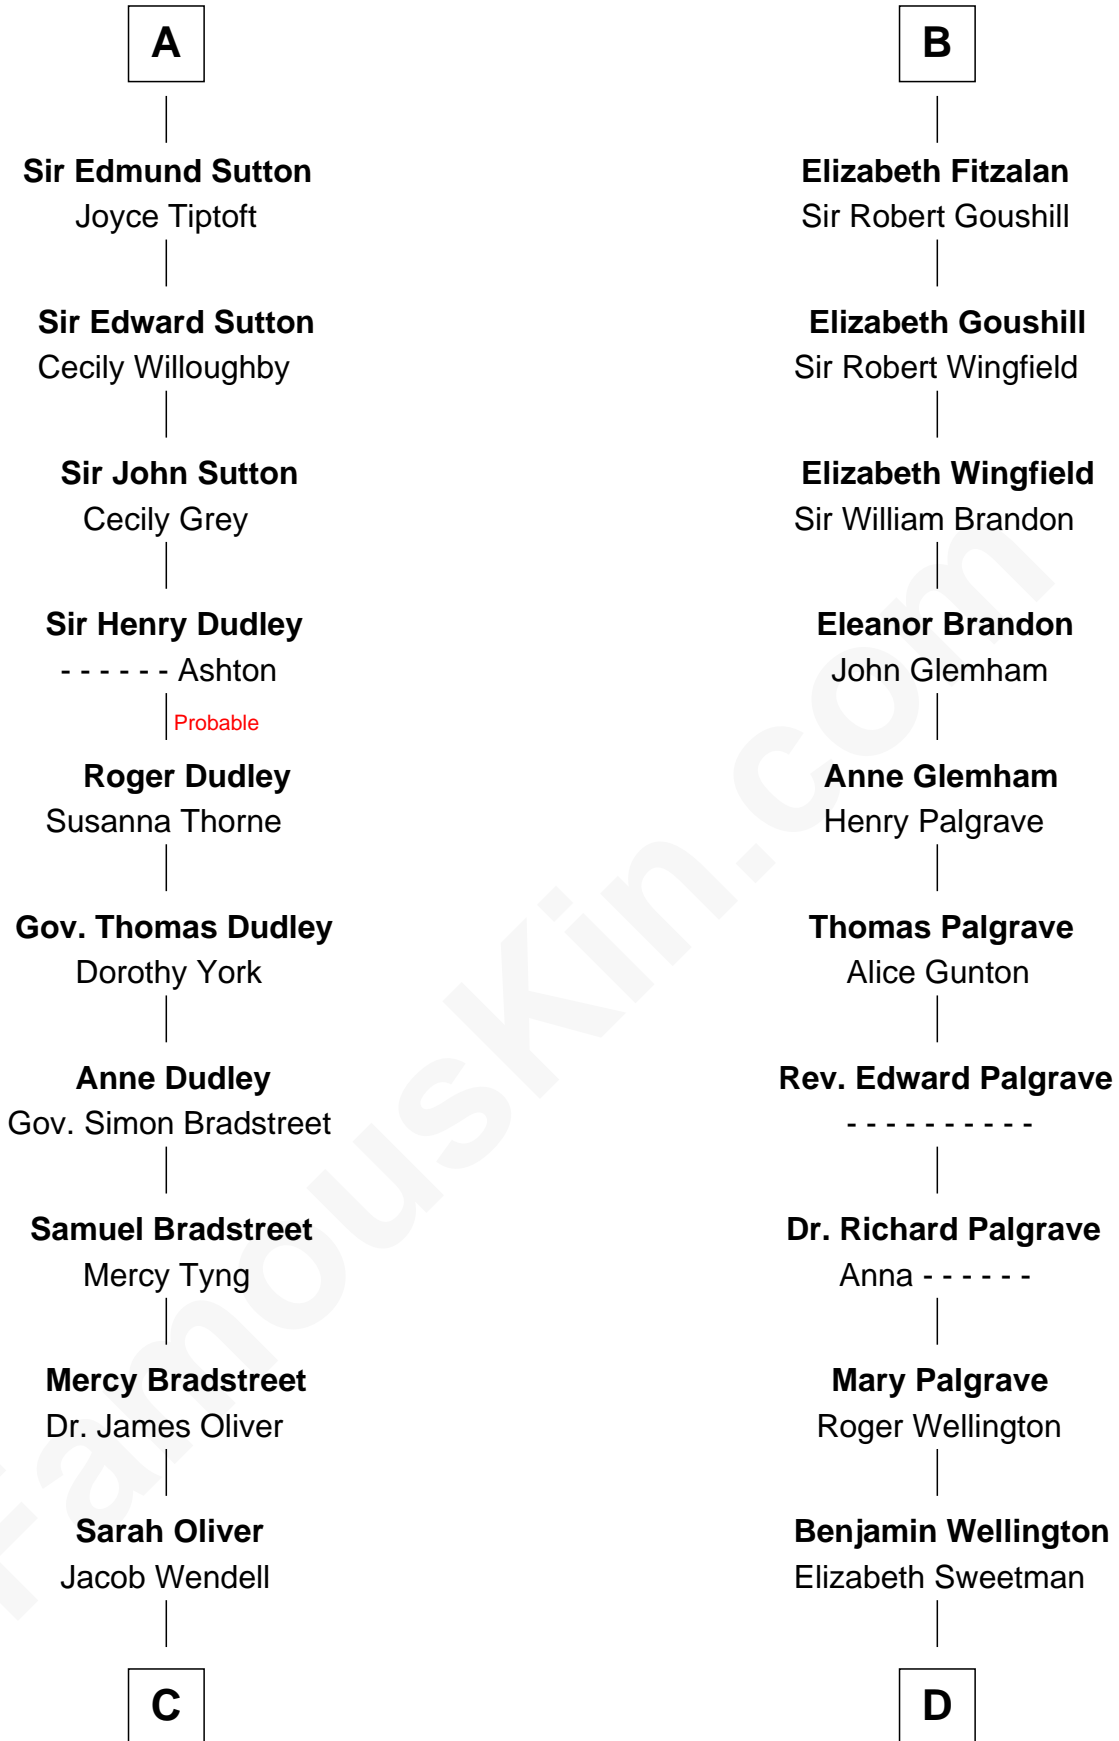 A
Sir Edmund Sutton
Joyce Tiptoft
Sir Edward Sutton
Cecily Willoughby
Sir John Sutton
Cecily Grey
Sir Henry Dudley
- - - - - - Ashton
Probable
Roger Dudley
Susanna Thorne
Gov. Thomas Dudley
Dorothy York
Anne Dudley
Gov. Simon Bradstreet
Samuel Bradstreet
Mercy Tyng
Mercy Bradstreet
Dr. James Oliver
Sarah Oliver
Jacob Wendell
C
B
Elizabeth Fitzalan
Sir Robert Goushill
Elizabeth Goushill
Sir Robert Wingfield
Elizabeth Wingfield
Sir William Brandon
Eleanor Brandon
John Glemham
Anne Glemham
Henry Palgrave
Thomas Palgrave
Alice Gunton
Rev. Edward Palgrave
- - - - - - - - - -
Dr. Richard Palgrave
Anna - - - - - -
Mary Palgrave
Roger Wellington
Benjamin Wellington
Elizabeth Sweetman
D
FamousKin.com